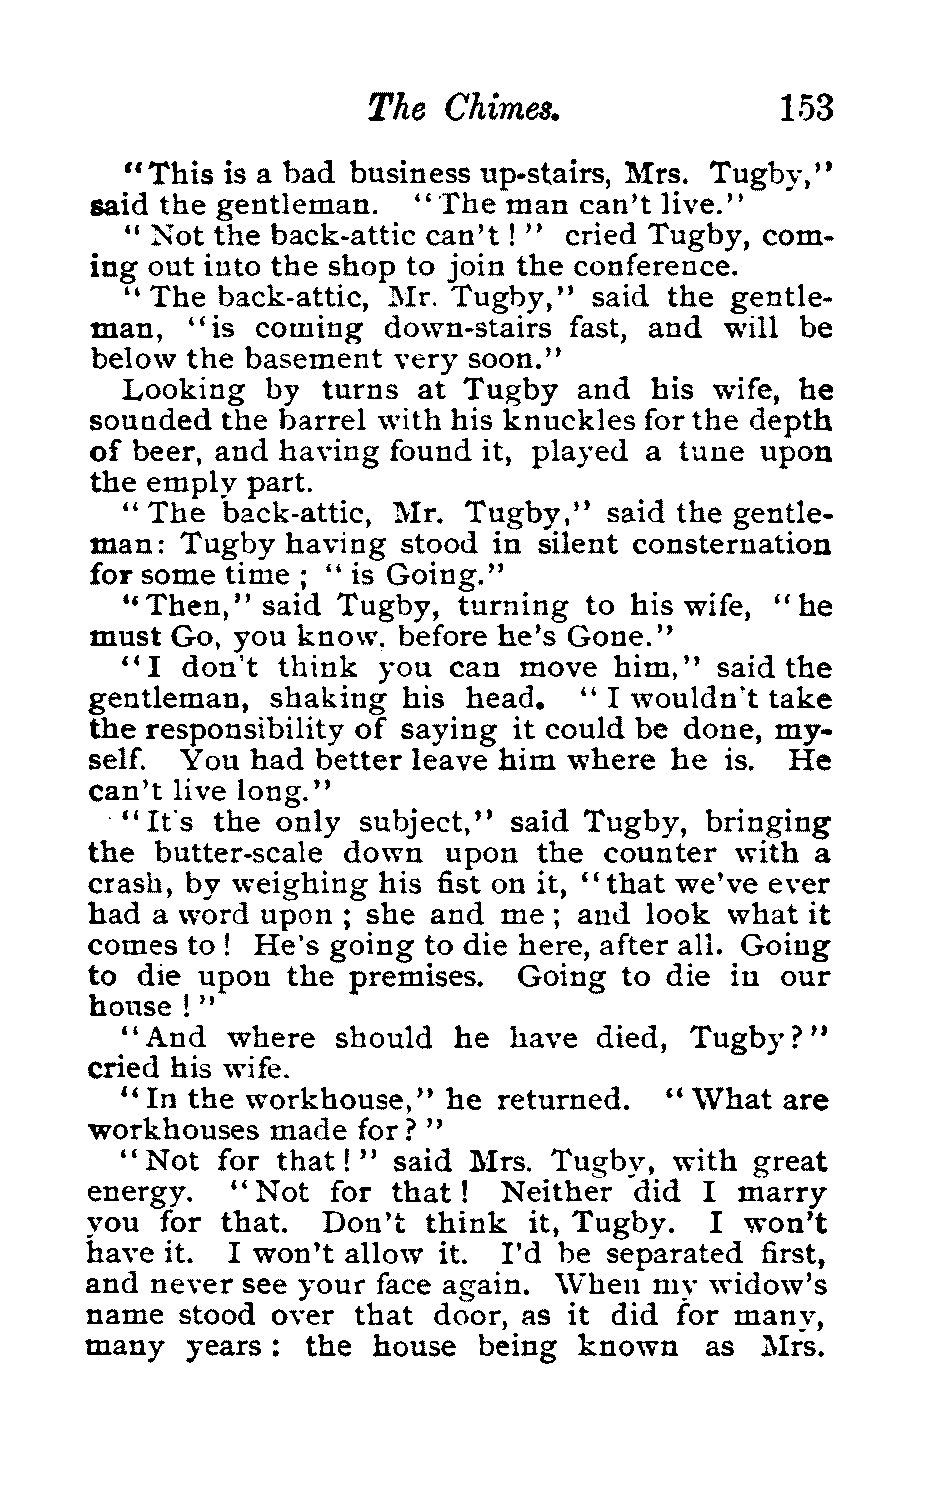 The Chimes. 153
"This is a bad business up-stairs, Mrs. Tugby,"
said the gentleman. "The man can't live."
"Not the back-attic can't!" cried Tugby, com-
ing out into the shop to join the conference.
"The back-attic, Mr. Tugby," said the gentle-
man, "is coming down-stairs fast, and will be
below the basement very soon."
Looking by turns at Tugby and his wife, he
sounded the barrel with his knuckles for the depth
of beer, and having found it, played a tune upon
the emply part.
"The back-attic, Mr. Tugby," said the gentle-
man: Tugby having stood in silent consternation
for some time; "is Going."
"Then," said Tugby, turning to his wife, "he
must Go, you know, before he's Gone."
"I don't think you can move him," said the
gentleman, shaking his head. "I wouldn't take
the responsibility of saying it could be done, my-
self. You had better leave him where he is. He
can't live long."
"It's the only subject," said Tugby, bringing
the butter-scale down upon the counter with a
crash, by weighing his fist on it, "that we've ever
had a word upon; she and me; and look what it
comes to! He's going to die here, after all. Going
to die upon the premises. Going to die in our
house!"
"And where should he have died, Tugby?"
cried his wife.
"In the workhouse," he returned. "What are
workhouses made for?"
"Not for that!" said Mrs. Tugby, with great
energy. "Not for that! Neither did I marry
you for that. Don't think it, Tugby. I won't
have it. I won't allow it. I'd be separated first,
and never see your face again. When my widow's
name stood over that door, as it did for many,
many years: the house being known as Mrs.